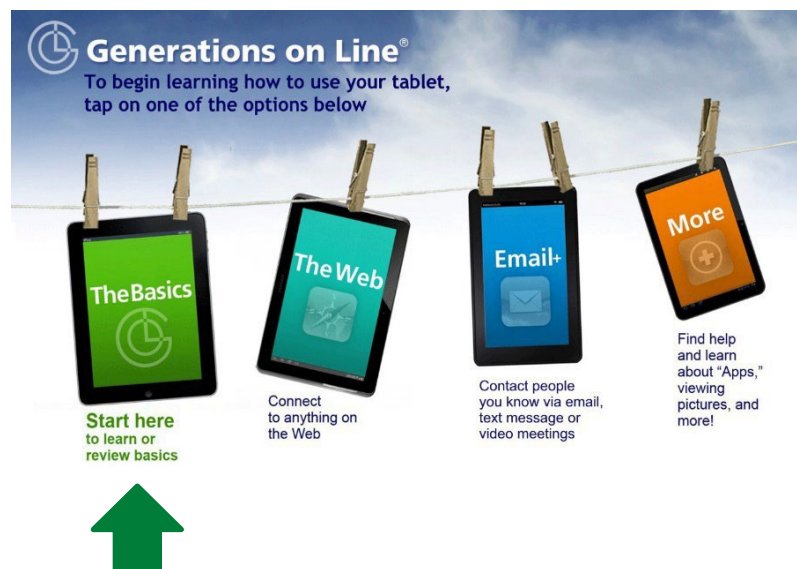 Generations on Line®
To begin learning how to use your tablet,
tap on one of the options below
The Basics
Start here
to learn or
review basics
The Web
Connect
to anything on
the Web
Email+
Contact people
you know via email,
text message or
video meetings
More
Find help
and learn
about “Apps,”
viewing
pictures, and
more!